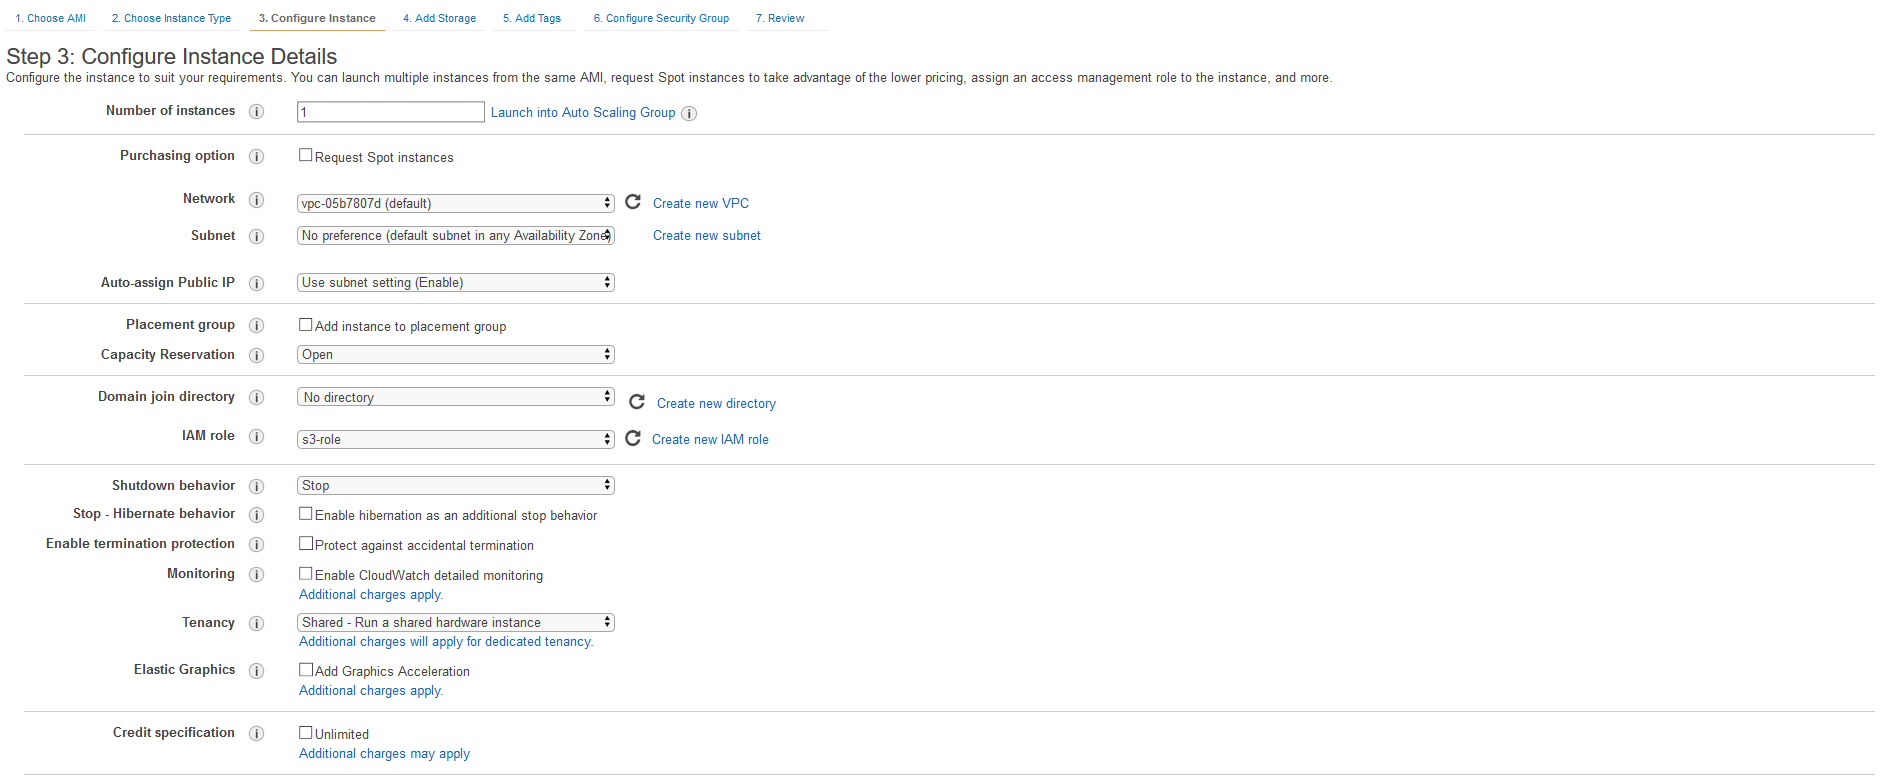 1. Choose AMI 2. Choose Instance Type 3. Configure Instance 4. Add Storage 5. Add Tags 6. Configure Security Group 7. Review
Step 3: Configure Instance Details
Configure the instance to suit your requirements. You can launch multiple instances from the same AMI, request Spot instances to take advantage of the lower pricing, assign an access management role to the instance, and more.
Number of instances i 1 Launch into Auto Scaling Group i
Purchasing option i Request Spot instances
Network i vpc-05b7807d (default) Create new VPC
Subnet i No preference (default subnet in any Availability Zone) Create new subnet
Auto-assign Public IP i Use subnet setting (Enable)
Placement group i Add instance to placement group
Capacity Reservation i Open
Domain join directory i No directory Create new directory
IAM role i s3-role Create new IAM role
Shutdown behavior i Stop
Stop - Hibernate behavior i Enable hibernation as an additional stop behavior
Enable termination protection i Protect against accidental termination
Monitoring i Enable CloudWatch detailed monitoring
Additional charges apply.
Tenancy i Shared - Run a shared hardware instance
Additional charges will apply for dedicated tenancy.
Elastic Graphics i Add Graphics Acceleration
Additional charges apply.
Credit specification i Unlimited
Additional charges may apply